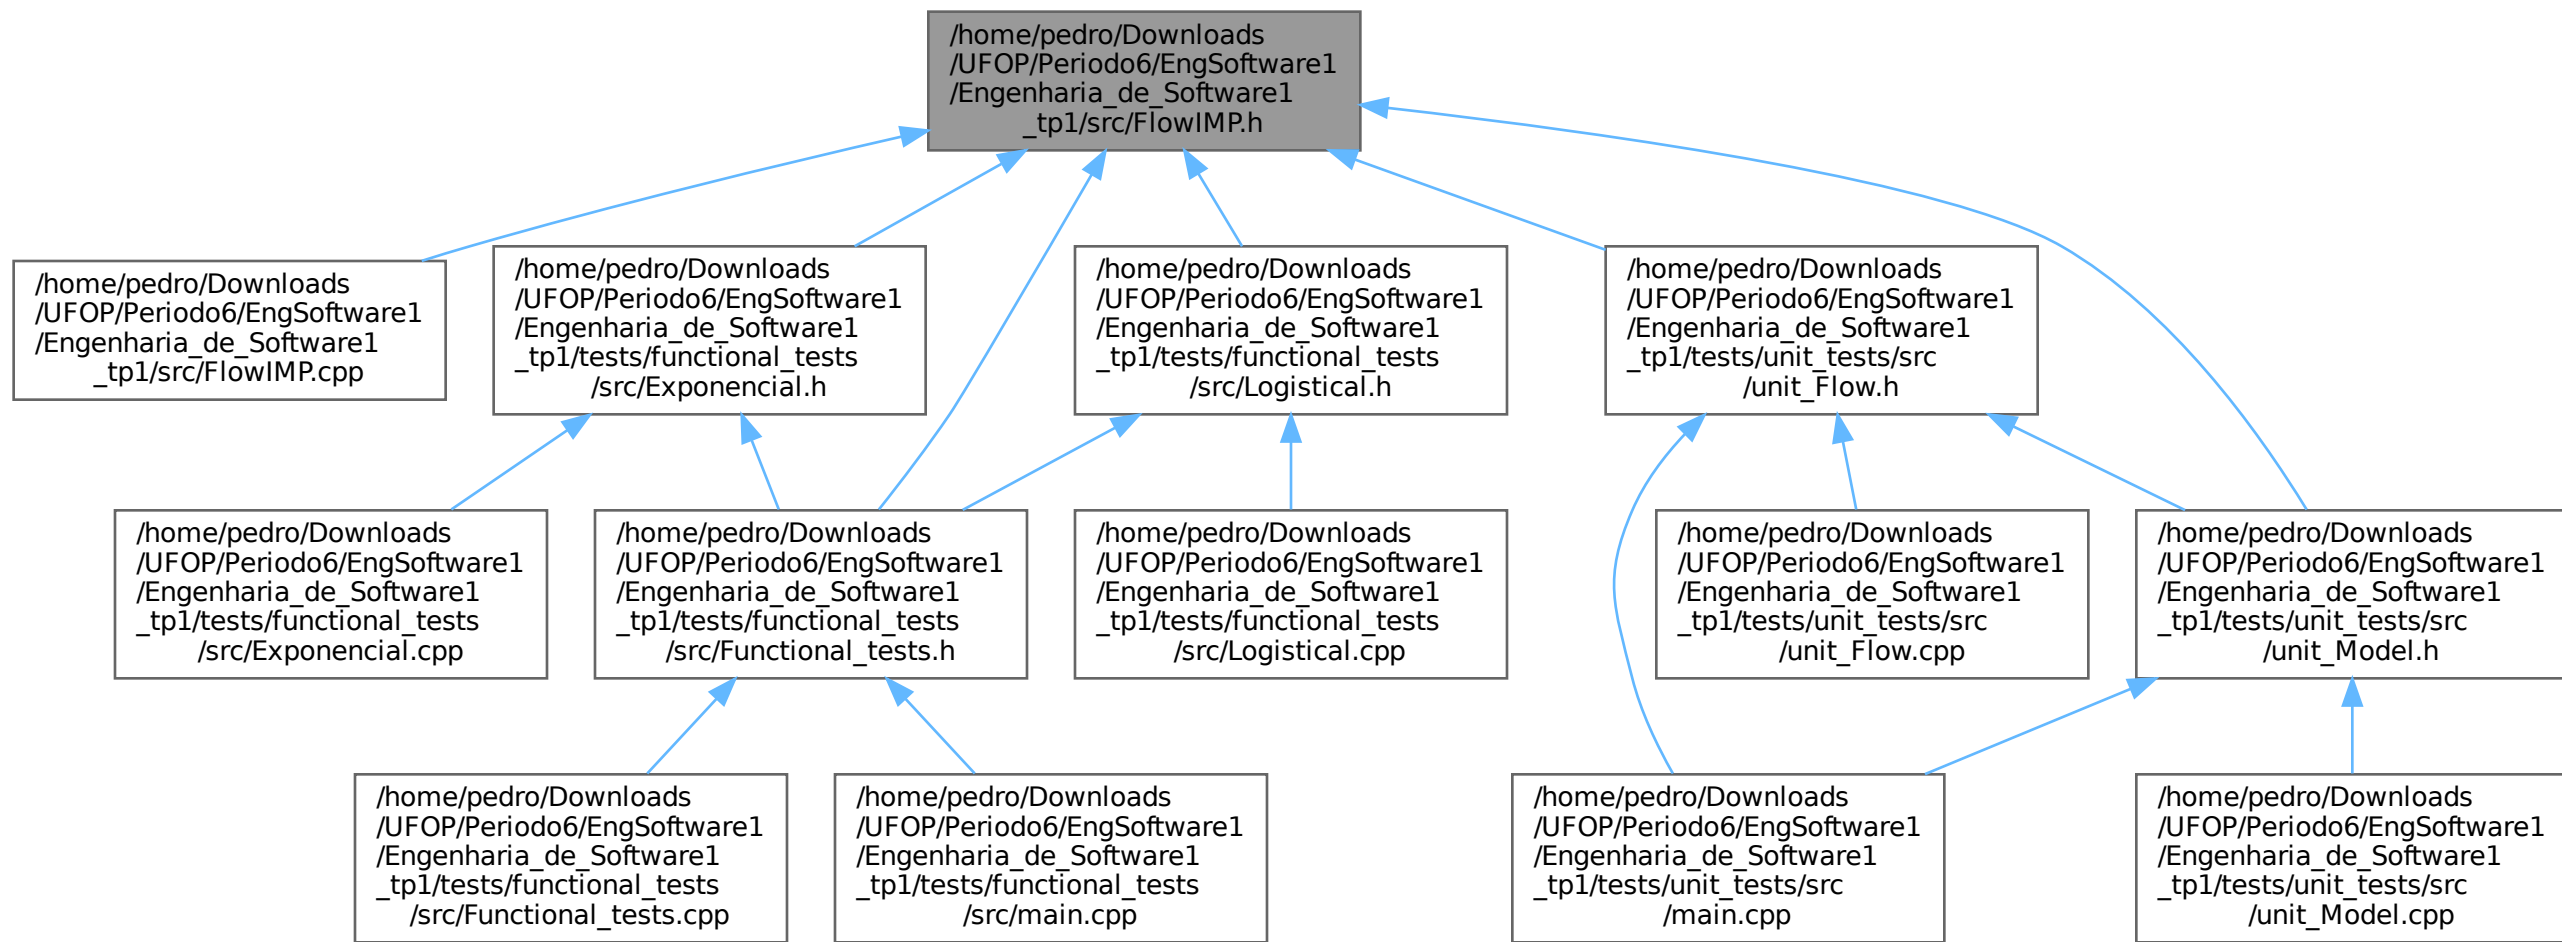 /home/pedro/Downloads
/UFOP/Periodo6/EngSoftware1
/Engenharia_de_Software1
_tp1/src/FlowIMP.h
/home/pedro/Downloads
/UFOP/Periodo6/EngSoftware1
/Engenharia_de_Software1
_tp1/src/FlowIMP.cpp
/home/pedro/Downloads
/UFOP/Periodo6/EngSoftware1
/Engenharia_de_Software1
_tp1/tests/functional_tests
/src/Exponencial.h
/home/pedro/Downloads
/UFOP/Periodo6/EngSoftware1
/Engenharia_de_Software1
_tp1/tests/functional_tests
/src/Logistical.h
/home/pedro/Downloads
/UFOP/Periodo6/EngSoftware1
/Engenharia_de_Software1
_tp1/tests/unit_tests/src
/unit_Flow.h
/home/pedro/Downloads
/UFOP/Periodo6/EngSoftware1
/Engenharia_de_Software1
_tp1/tests/functional_tests
/src/Exponencial.cpp
/home/pedro/Downloads
/UFOP/Periodo6/EngSoftware1
/Engenharia_de_Software1
_tp1/tests/functional_tests
/src/Functional_tests.h
/home/pedro/Downloads
/UFOP/Periodo6/EngSoftware1
/Engenharia_de_Software1
_tp1/tests/functional_tests
/src/Logistical.cpp
/home/pedro/Downloads
/UFOP/Periodo6/EngSoftware1
/Engenharia_de_Software1
_tp1/tests/unit_tests/src
/unit_Flow.cpp
/home/pedro/Downloads
/UFOP/Periodo6/EngSoftware1
/Engenharia_de_Software1
_tp1/tests/unit_tests/src
/unit_Model.h
/home/pedro/Downloads
/UFOP/Periodo6/EngSoftware1
/Engenharia_de_Software1
_tp1/tests/functional_tests
/src/Functional_tests.cpp
/home/pedro/Downloads
/UFOP/Periodo6/EngSoftware1
/Engenharia_de_Software1
_tp1/tests/functional_tests
/src/main.cpp
/home/pedro/Downloads
/UFOP/Periodo6/EngSoftware1
/Engenharia_de_Software1
_tp1/tests/unit_tests/src
/main.cpp
/home/pedro/Downloads
/UFOP/Periodo6/EngSoftware1
/Engenharia_de_Software1
_tp1/tests/unit_tests/src
/unit_Model.cpp